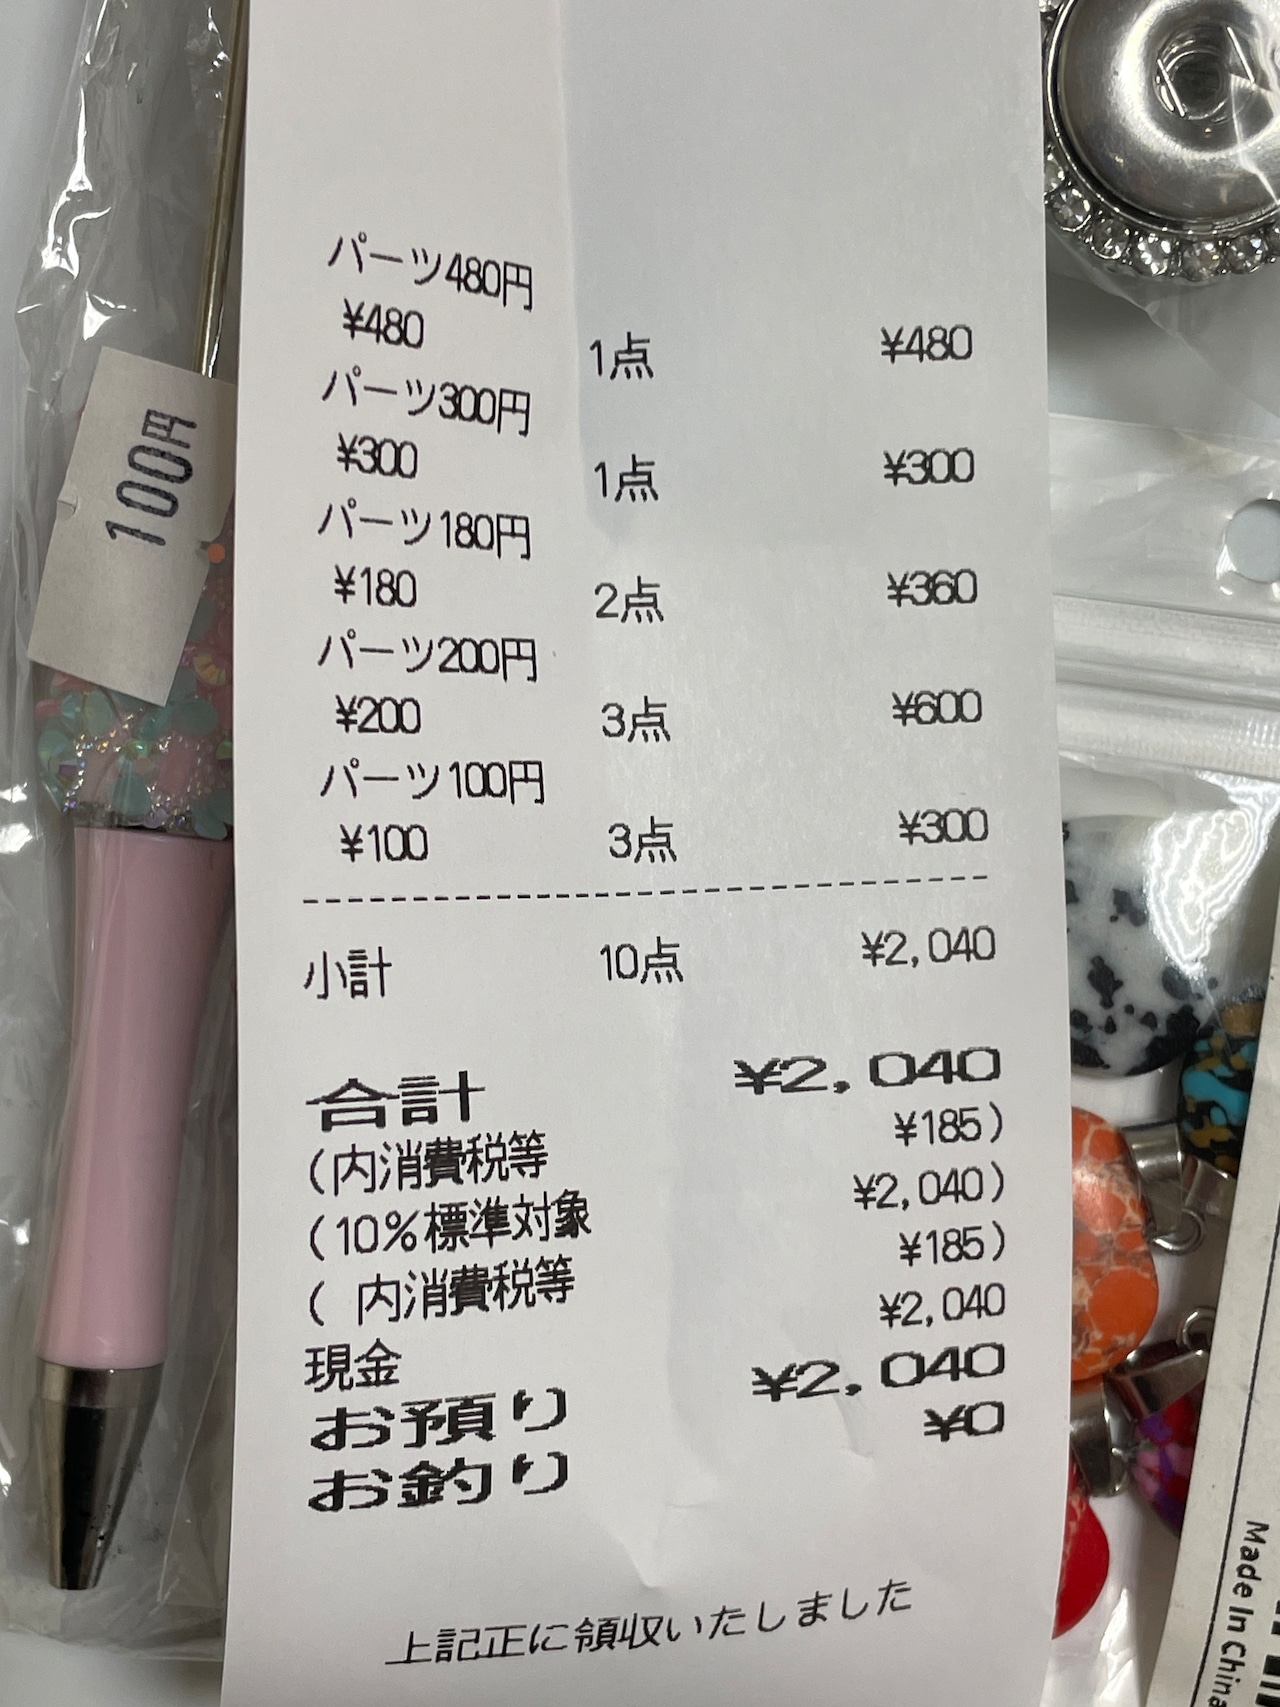 パーツ480円
¥480 1点 ¥480
パーツ300円
¥300 1点 ¥300
パーツ180円
¥180 2点 ¥360
パーツ200円
¥200 3点 ¥600
パーツ100円
¥100 3点 ¥300
小計 10点 ¥2,040
合計 ¥2,040
(内消費税等 ¥185)
(10%標準対象 ¥2,040)
( 内消費税等 ¥185)
現金 ¥2,040
お預り ¥2,040
お釣り ¥0
上記正に領収いたしました
100円
Made In China